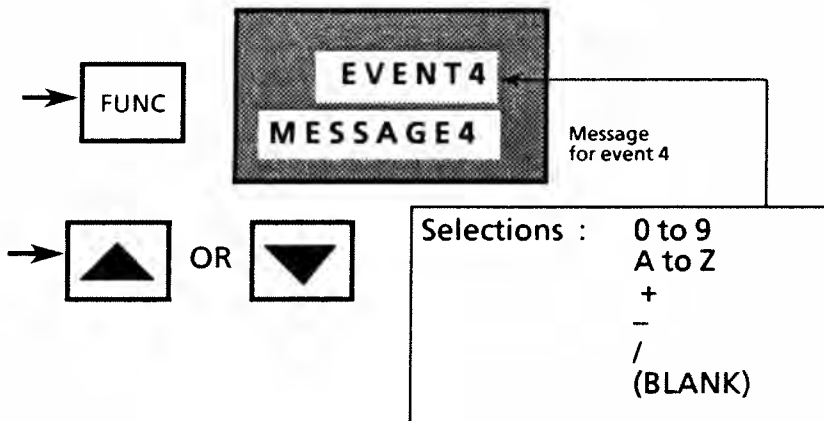 EVENT4
FUNC
MESSAGE4
Message
for event 4
OR
Selections : 0 to 9
A to Z
+
–
/
(BLANK)